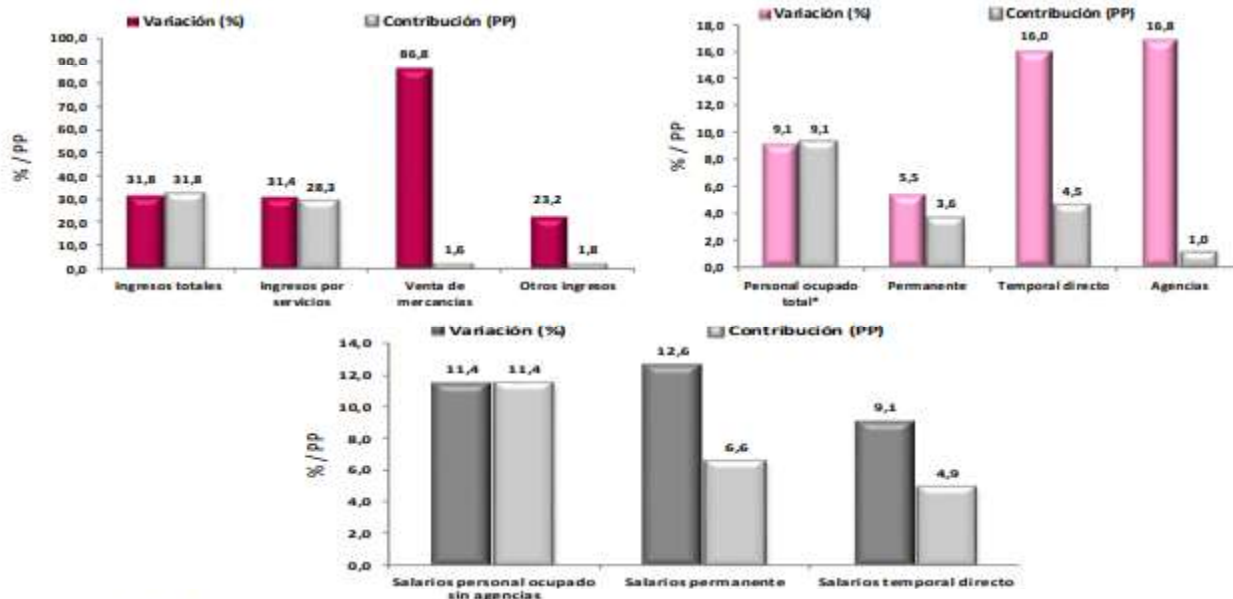 Variación (%) Contribución (PP)
100,0
90,0
80,0
70,0
60,0
50,0
40,0
30,0
20,0
10,0
0,0
% / PP
31,8 31,8
31,4 28,3
86,8 1,6
23,2 1,8
Ingresos totales
Ingresos por
servicios
Venta de
mercancías
Otros ingresos
Variación (%) Contribución (PP)
18,0
16,0
14,0
12,0
10,0
8,0
6,0
4,0
2,0
0,0
% / PP
9,1 9,1
5,5 3,6
16,0 4,5
16,8 1,0
Personal ocupado
total*
Permanente
Temporal directo
Agencias
Variación (%) Contribución (PP)
14,0
12,0
10,0
8,0
6,0
4,0
2,0
0,0
% / PP
11,4 11,4
12,6 6,6
9,1 4,9
Salarios personal ocupado
sin agencias
Salarios permanente
Salarios temporal directo